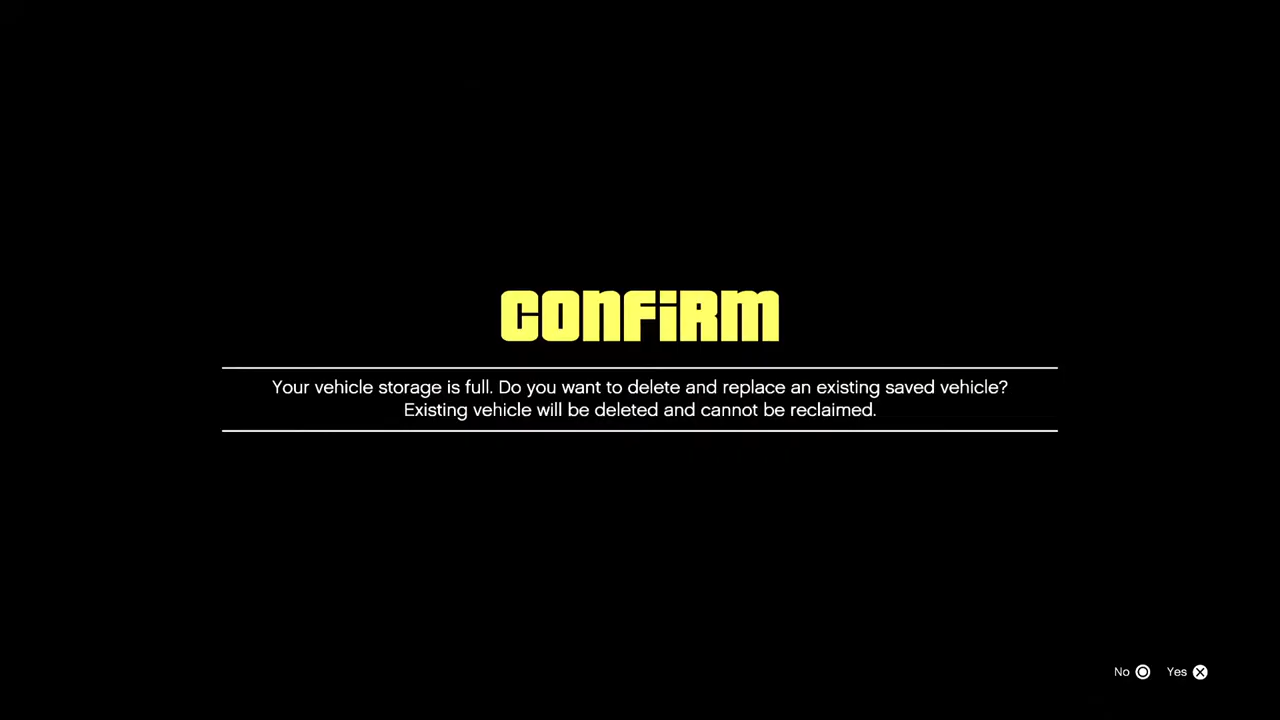 CONFIRM
Your vehicle storage is full. Do you want to delete and replace an existing saved vehicle?
Existing vehicle will be deleted and cannot be reclaimed.
No Yes